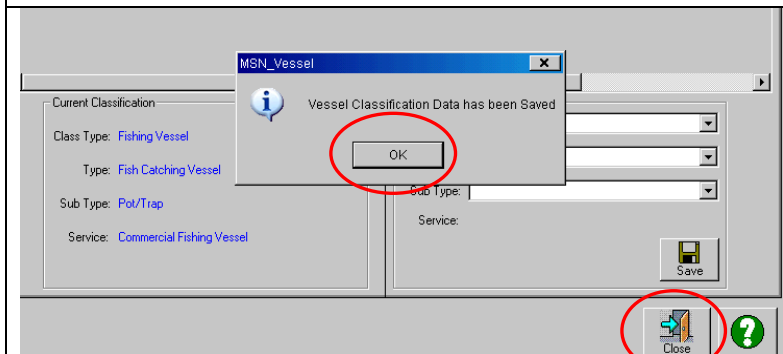 MSN_Vessel
Vessel Classification Data has been Saved
OK
Current Classification
Class Type: Fishing Vessel
Type: Fish Catching Vessel
Sub Type: Pot/Trap
Service: Commercial Fishing Vessel
Sub Type:
Service:
Save
Close